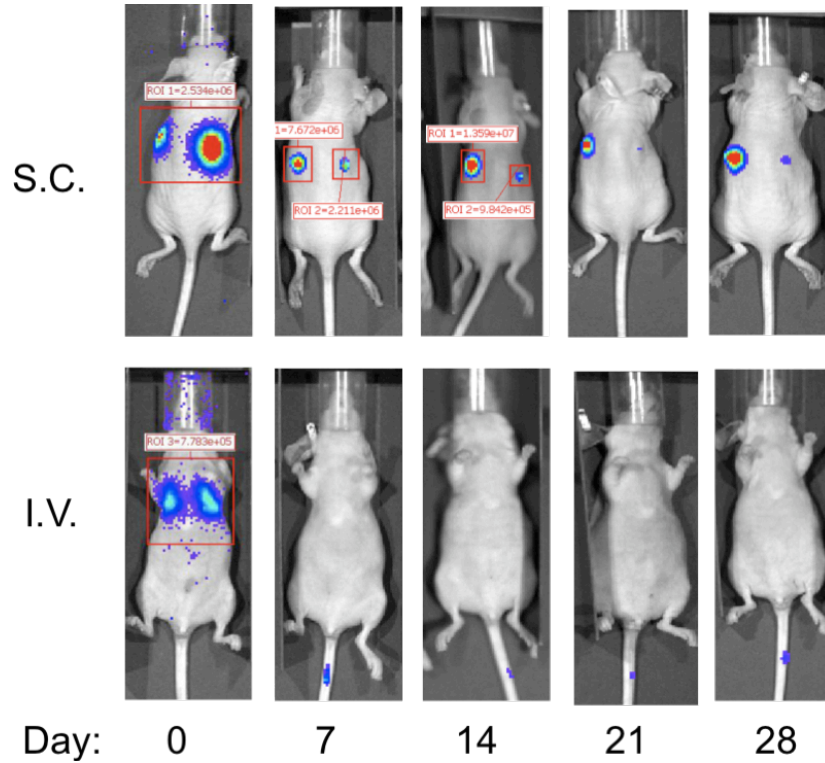 S.C.
ROI 1=2.534e+06
1=7.672e+06
ROI 2=2.211e+06
ROI 1=1.359e+07
ROI 2=9.842e+05
I.V.
ROI 3=7.783e+05
Day: 0 7 14 21 28